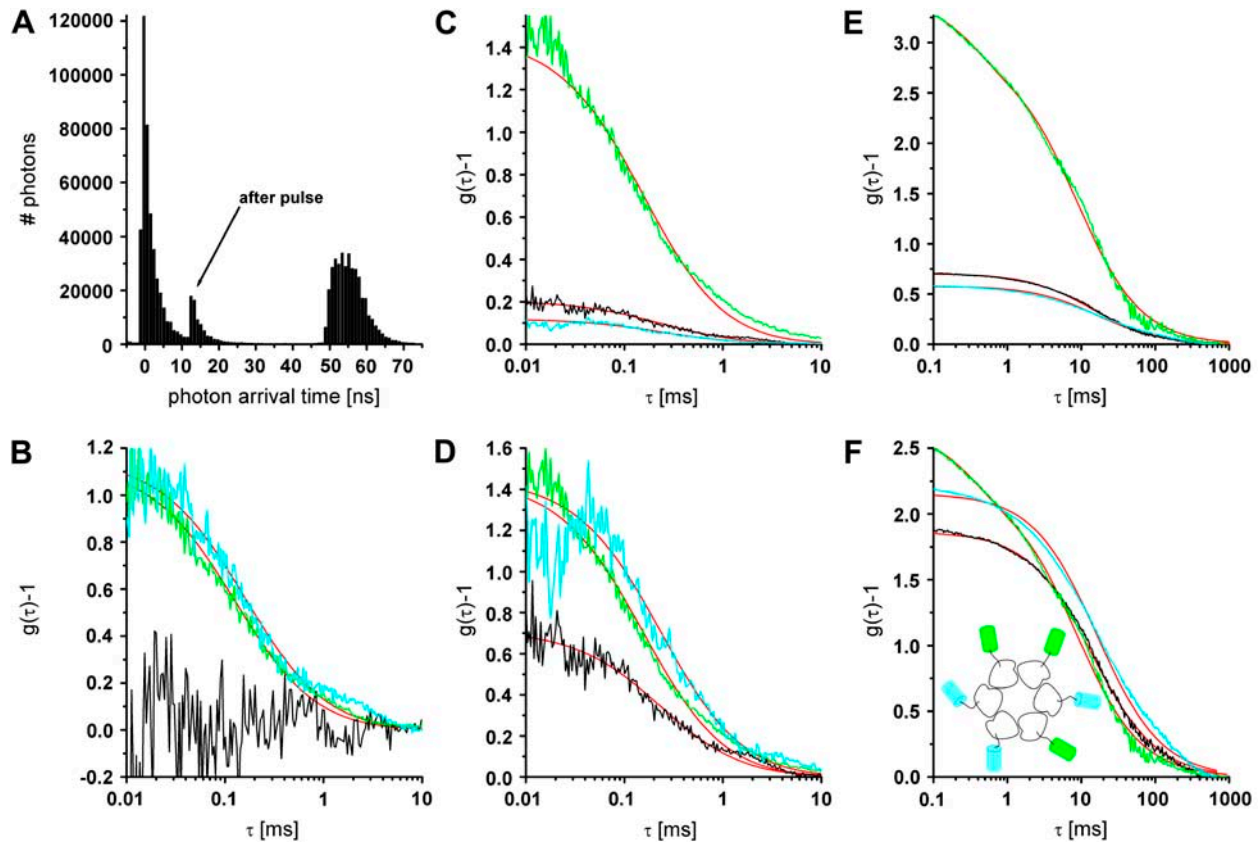 A
120000
100000
80000
60000
40000
20000
0
# photons
after pulse
0 10 20 30 40 50 60 70
photon arrival time [ns]
C
1.4
1.2
1.0
0.8
0.6
0.4
0.2
0.0
g(τ)-1
0.01 0.1 1 10
τ [ms]
E
3.0
2.5
2.0
1.5
1.0
0.5
0.0
g(τ)-1
0.1 1 10 100 1000
τ [ms]
B
1.2
1.0
0.8
0.6
0.4
0.2
0.0
-0.2
g(τ)-1
0.01 0.1 1 10
τ [ms]
D
1.6
1.4
1.2
1.0
0.8
0.6
0.4
0.2
0.0
g(τ)-1
0.01 0.1 1 10
τ [ms]
F
2.5
2.0
1.5
1.0
0.5
0.0
g(τ)-1
0.1 1 10 100 1000
τ [ms]